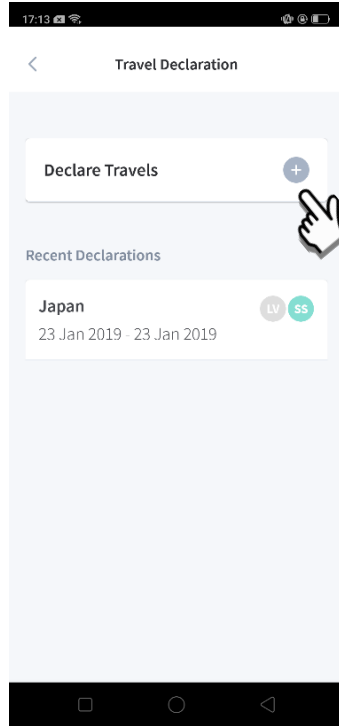 17:13
Travel Declaration
Declare Travels
Recent Declarations
Japan
LV SS
23 Jan 2019 - 23 Jan 2019